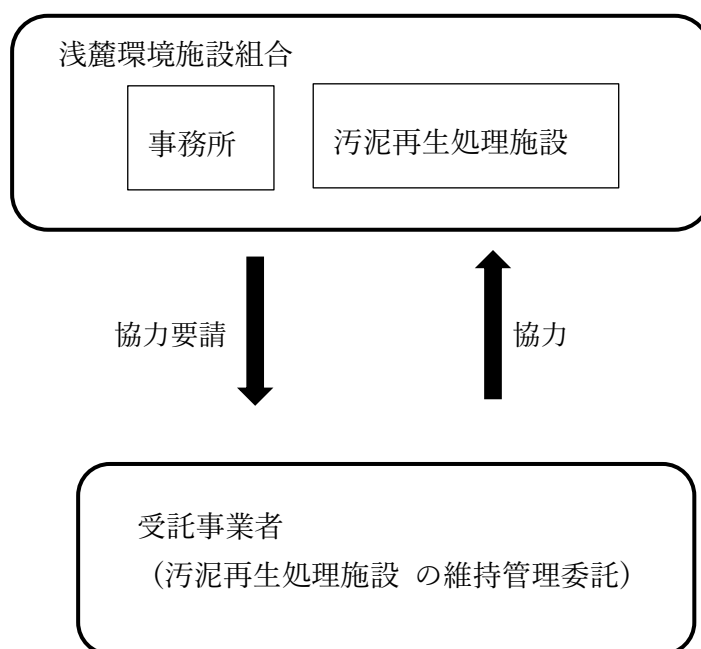 浅麓環境施設組合
事務所
汚泥再生処理施設
協力要請
協力
受託事業者
（汚泥再生処理施設 の維持管理委託）